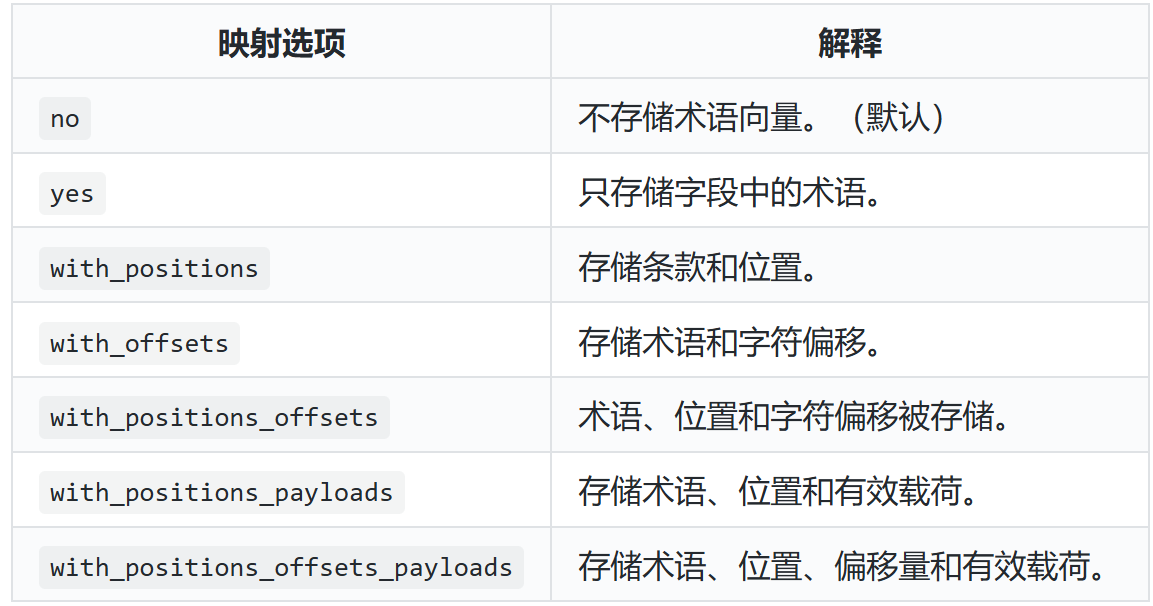 映射选项 解释
no 不存储术语向量。（默认）
yes 只存储字段中的术语。
with_positions 存储条款和位置。
with_offsets 存储术语和字符偏移。
with_positions_offsets 术语、位置和字符偏移被存储。
with_positions_payloads 存储术语、位置和有效载荷。
with_positions_offsets_payloads 存储术语、位置、偏移量和有效载荷。